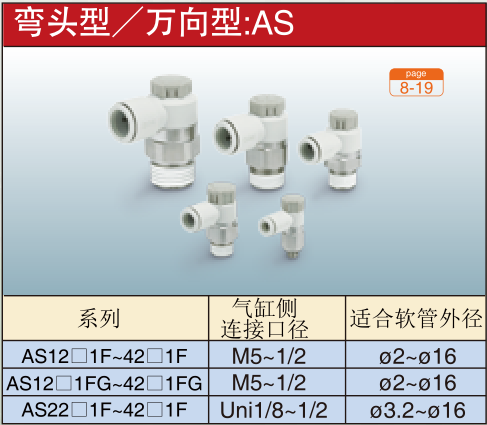 弯头型／万向型:AS
page
8-19
系列 气缸侧连接口径 适合软管外径
AS12□1F~42□1F M5~1/2 ø2~ø16
AS12□1FG~42□1FG M5~1/2 ø2~ø16
AS22□1F~42□1F Uni1/8~1/2 ø3.2~ø16